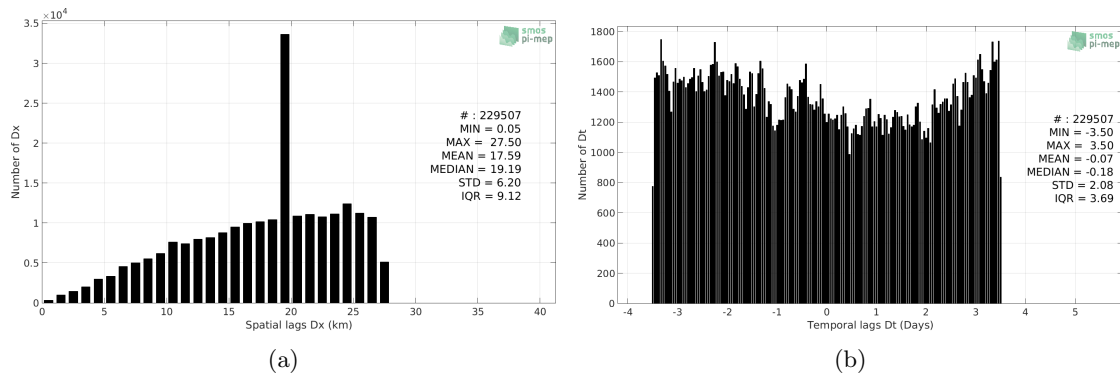 ×10⁴
3.5
3
2.5
2
1.5
1
0.5
0
Number of Dx
smos
pi-mep
# : 229507
MIN = 0.05
MAX = 27.50
MEAN = 17.59
MEDIAN = 19.19
STD = 6.20
IQR = 9.12
0 5 10 15 20 25 30 35 40
Spatial lags Dx (km)
(a)
1800
1600
1400
1200
1000
800
600
400
200
0
Number of Dt
smos
pi-mep
# : 229507
MIN = -3.50
MAX = 3.50
MEAN = -0.07
MEDIAN = -0.18
STD = 2.08
IQR = 3.69
-4 -3 -2 -1 0 1 2 3 4 5
Temporal lags Dt (Days)
(b)